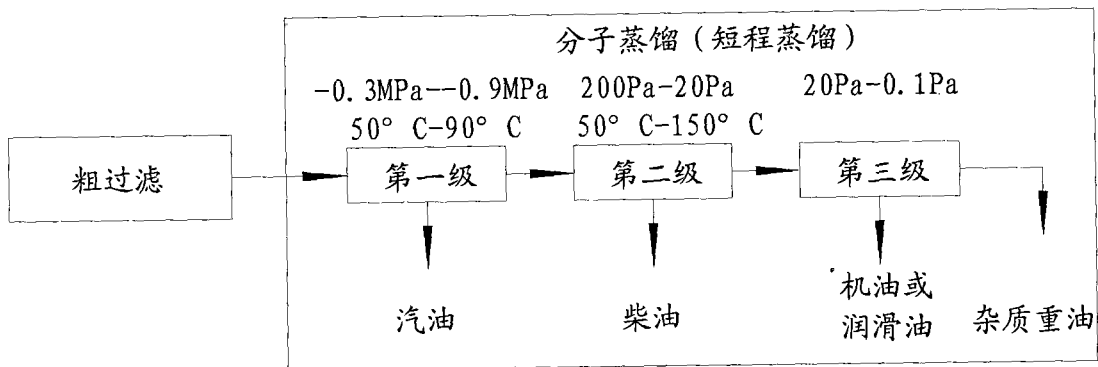 分子蒸馏(短程蒸馏)
-0.3MPa--0.9MPa
50° C-90° C
200Pa-20Pa
50° C-150° C
20Pa-0.1Pa
粗过滤
第一级
第二级
第三级
汽油
柴油
机油或
润滑油
杂质重油